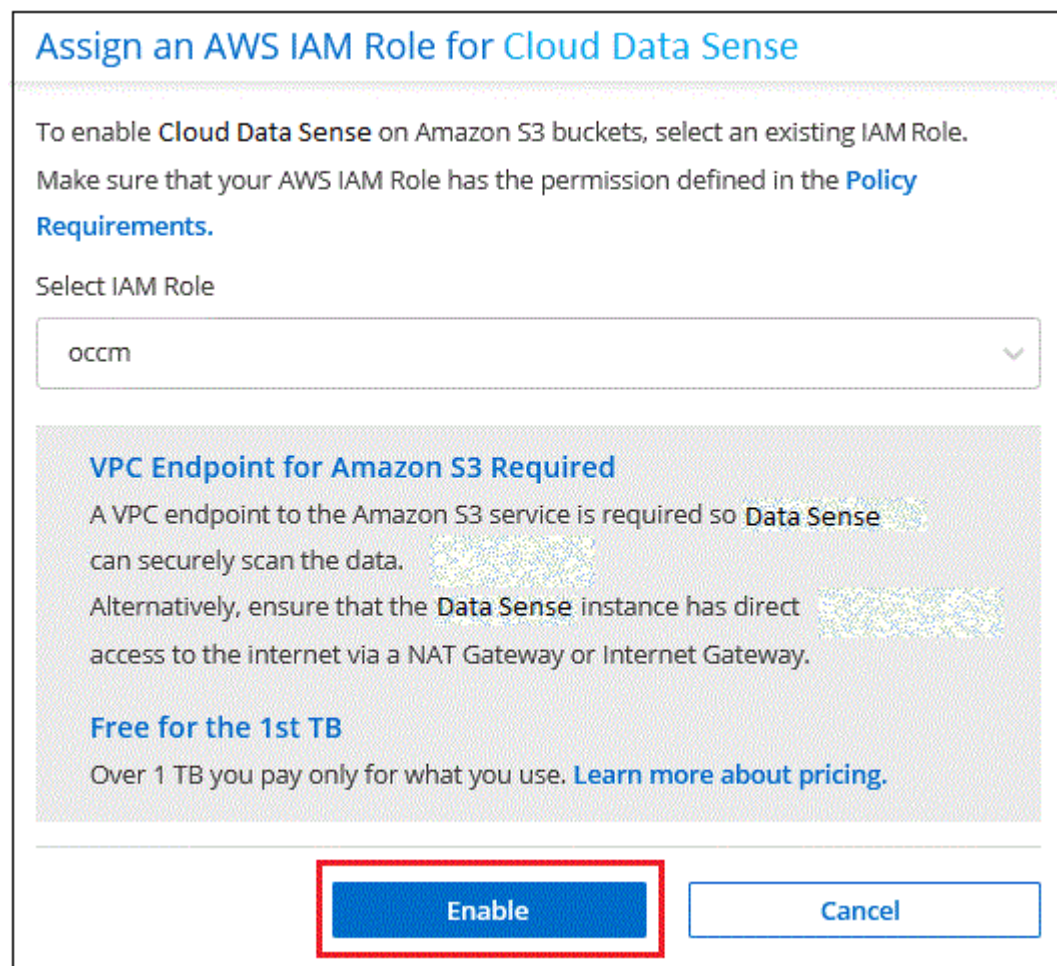 Assign an AWS IAM Role for Cloud Data Sense
To enable Cloud Data Sense on Amazon S3 buckets, select an existing IAM Role.
Make sure that your AWS IAM Role has the permission defined in the Policy
Requirements.
Select IAM Role
occm
VPC Endpoint for Amazon S3 Required
A VPC endpoint to the Amazon S3 service is required so Data Sense
can securely scan the data.
Alternatively, ensure that the Data Sense instance has direct
access to the internet via a NAT Gateway or Internet Gateway.
Free for the 1st TB
Over 1 TB you pay only for what you use. Learn more about pricing.
Enable Cancel